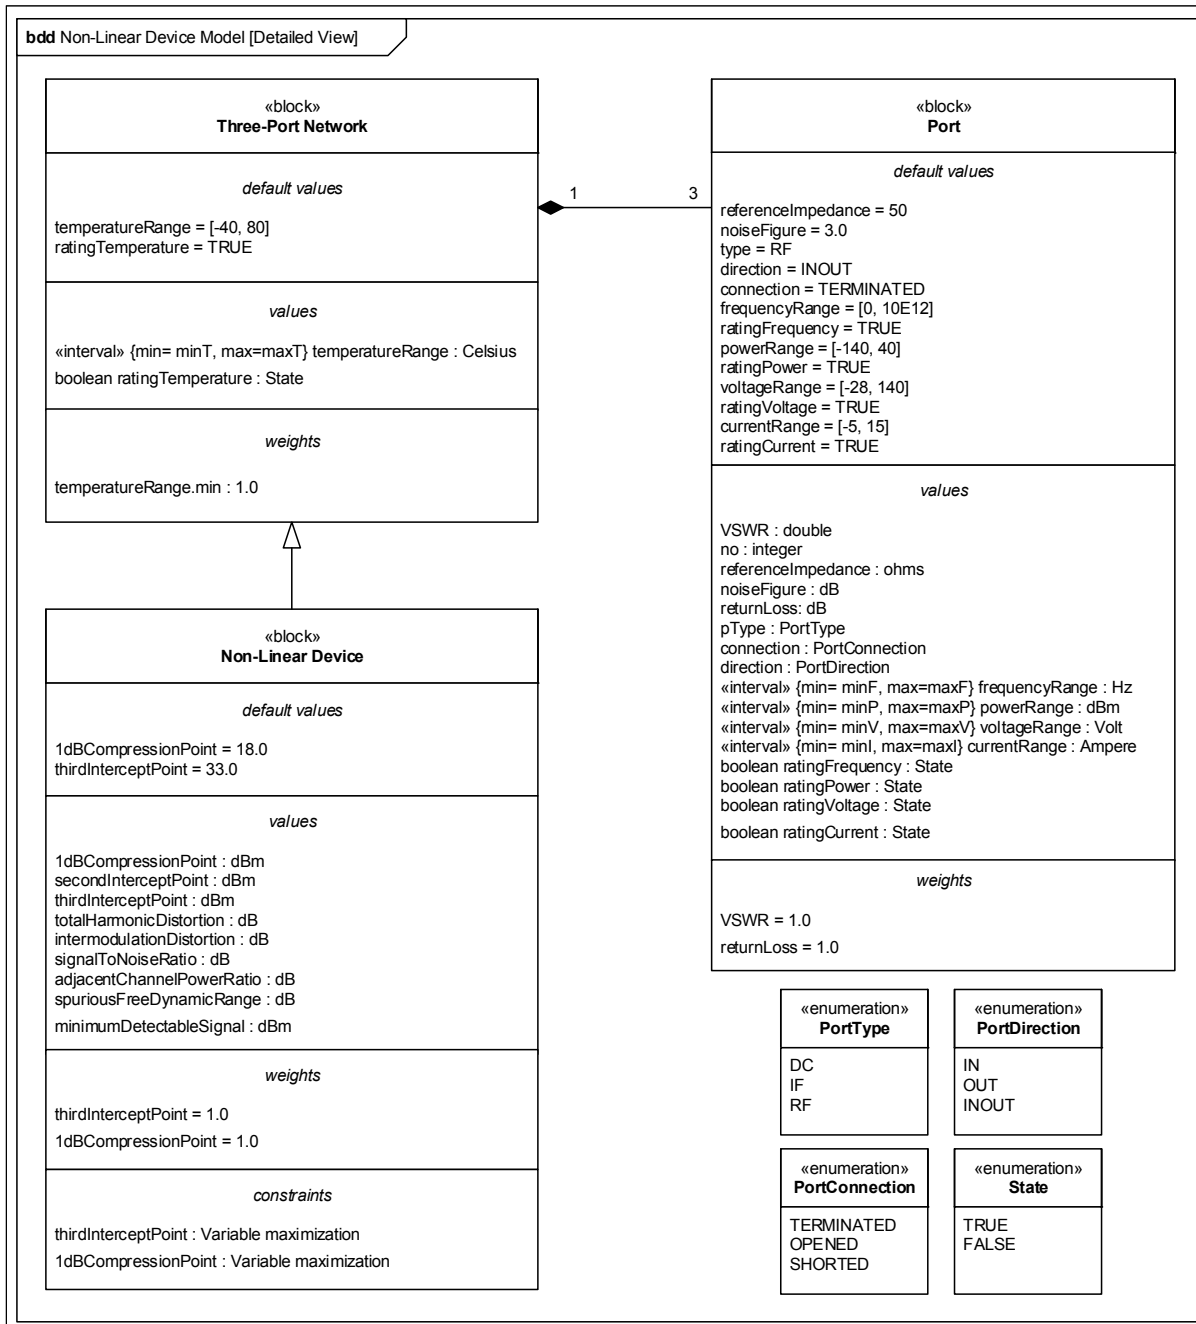 bdd Non-Linear Device Model [Detailed View]
«block»
Three-Port Network
default values
temperatureRange = [-40, 80]
ratingTemperature = TRUE
values
«interval» {min= minT, max=maxT} temperatureRange : Celsius
boolean ratingTemperature : State
weights
temperatureRange.min : 1.0
1
3
«block»
Non-Linear Device
default values
1dBCompressionPoint = 18.0
thirdInterceptPoint = 33.0
values
1dBCompressionPoint : dBm
secondInterceptPoint : dBm
thirdInterceptPoint : dBm
totalHarmonicDistortion : dB
intermodulationDistortion : dB
signalToNoiseRatio : dB
adjacentChannelPowerRatio : dB
spuriousFreeDynamicRange : dB
minimumDetectableSignal : dBm
weights
thirdInterceptPoint = 1.0
1dBCompressionPoint = 1.0
constraints
thirdInterceptPoint : Variable maximization
1dBCompressionPoint : Variable maximization
«block»
Port
default values
referenceImpedance = 50
noiseFigure = 3.0
type = RF
direction = INOUT
connection = TERMINATED
frequencyRange = [0, 10E12]
ratingFrequency = TRUE
powerRange = [-140, 40]
ratingPower = TRUE
voltageRange = [-28, 140]
ratingVoltage = TRUE
currentRange = [-5, 15]
ratingCurrent = TRUE
values
VSWR : double
no : integer
referenceImpedance : ohms
noiseFigure : dB
returnLoss: dB
pType : PortType
connection : PortConnection
direction : PortDirection
«interval» {min= minF, max=maxF} frequencyRange : Hz
«interval» {min= minP, max=maxP} powerRange : dBm
«interval» {min= minV, max=maxV} voltageRange : Volt
«interval» {min= minI, max=maxI} currentRange : Ampere
boolean ratingFrequency : State
boolean ratingPower : State
boolean ratingVoltage : State
boolean ratingCurrent : State
weights
VSWR = 1.0
returnLoss = 1.0
«enumeration»
PortType
DC
IF
RF
«enumeration»
PortDirection
IN
OUT
INOUT
«enumeration»
PortConnection
TERMINATED
OPENED
SHORTED
«enumeration»
State
TRUE
FALSE